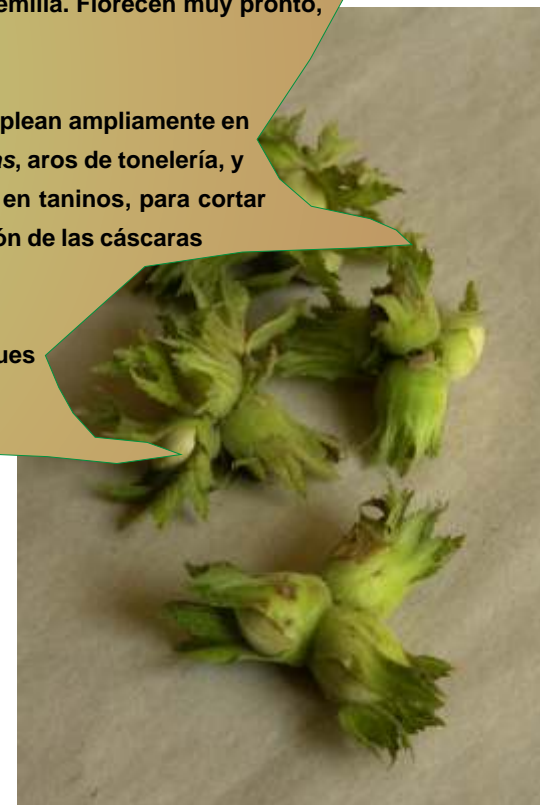 emilla. Florecen muy pronto,
plean ampliamente en
as, aros de tonelería, y
en taninos, para cortar
ón de las cáscaras
ues